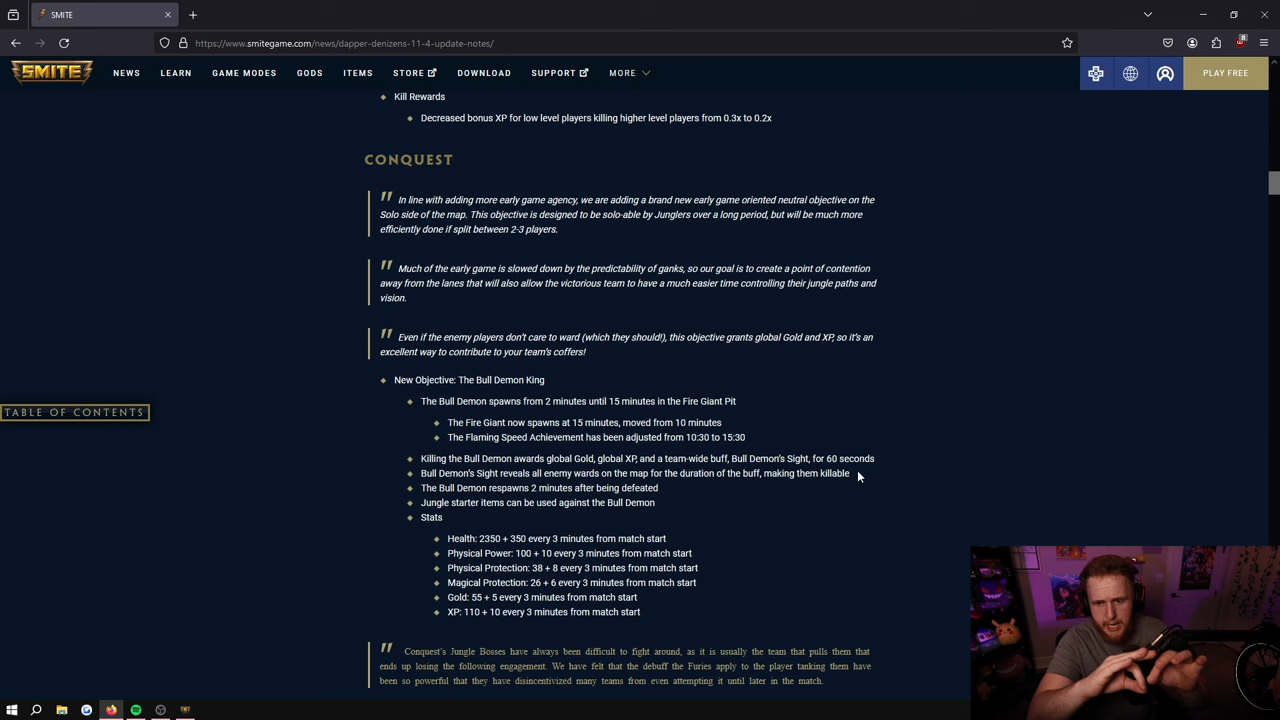 SMITE
https://www.smitegame.com/news/dapper-denizens-11-4-update-notes/
8
SMITE
NEWS LEARN GAME MODES GODS ITEMS STORE DOWNLOAD SUPPORT MORE
PLAY FREE
Kill Rewards
Decreased bonus XP for low level players killing higher level players from 0.3x to 0.2x
CONQUEST
" In line with adding more early game agency, we are adding a brand new early game oriented neutral objective on the
Solo side of the map. This objective is designed to be solo-able by Junglers over a long period, but will be much more
efficiently done if split between 2-3 players.
" Much of the early game is slowed down by the predictability of ganks, so our goal is to create a point of contention
away from the lanes that will also allow the victorious team to have a much easier time controlling their jungle paths and
vision.
" Even if the enemy players don't care to ward (which they should!), this objective grants global Gold and XP, so it's an
excellent way to contribute to your team's coffers!
New Objective: The Bull Demon King
The Bull Demon spawns from 2 minutes until 15 minutes in the Fire Giant Pit
TABLE OF CONTENTS
The Fire Giant now spawns at 15 minutes, moved from 10 minutes
The Flaming Speed Achievement has been adjusted from 10:30 to 15:30
Killing the Bull Demon awards global Gold, global XP, and a team-wide buff, Bull Demon's Sight, for 60 seconds
Bull Demon's Sight reveals all enemy wards on the map for the duration of the buff, making them killable
The Bull Demon respawns 2 minutes after being defeated
Jungle starter items can be used against the Bull Demon
Stats
Health: 2350 + 350 every 3 minutes from match start
Physical Power: 100 + 10 every 3 minutes from match start
Physical Protection: 38 + 8 every 3 minutes from match start
Magical Protection: 26 + 6 every 3 minutes from match start
Gold: 55 + 5 every 3 minutes from match start
XP: 110 + 10 every 3 minutes from match start
" Conquest's Jungle Bosses have always been difficult to fight around, as it is usually the team that pulls them that
ends up losing the following engagement. We have felt that the debuff the Furies apply to the player tanking them have
been so powerful that they have disincentivized many teams from even attempting it until later in the match.